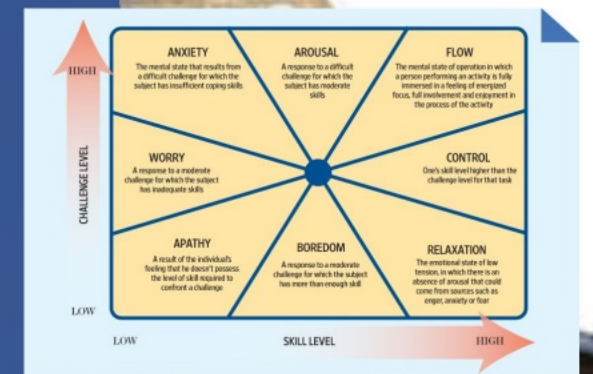 HIGH
CHALLENGE LEVEL
LOW
ANXIETY
The mental state that results from
a difficult challenge for which the
subject has insufficient coping skills
AROUSAL
A response to a difficult
challenge for which the
subject has moderate
skills
FLOW
The mental state of operation in which
a person performing an activity is fully
immersed in a feeling of energized
focus, full involvement and enjoyment in
the process of the activity
WORRY
A response to a moderate
challenge for which the subject
has inadequate skills
CONTROL
One's skill level higher than the
challenge level for that task
APATHY
A result of the individual's
feeling that he doesn't possess
the level of skill required to
confront a challenge
BOREDOM
A response to a moderate
challenge for which the subject
has more than enough skill
RELAXATION
The emotional state of low
tension, in which there is an
absence of arousal that could
come from sources such as
enger, anxiety or fear
LOW
SKILL LEVEL
HIGH